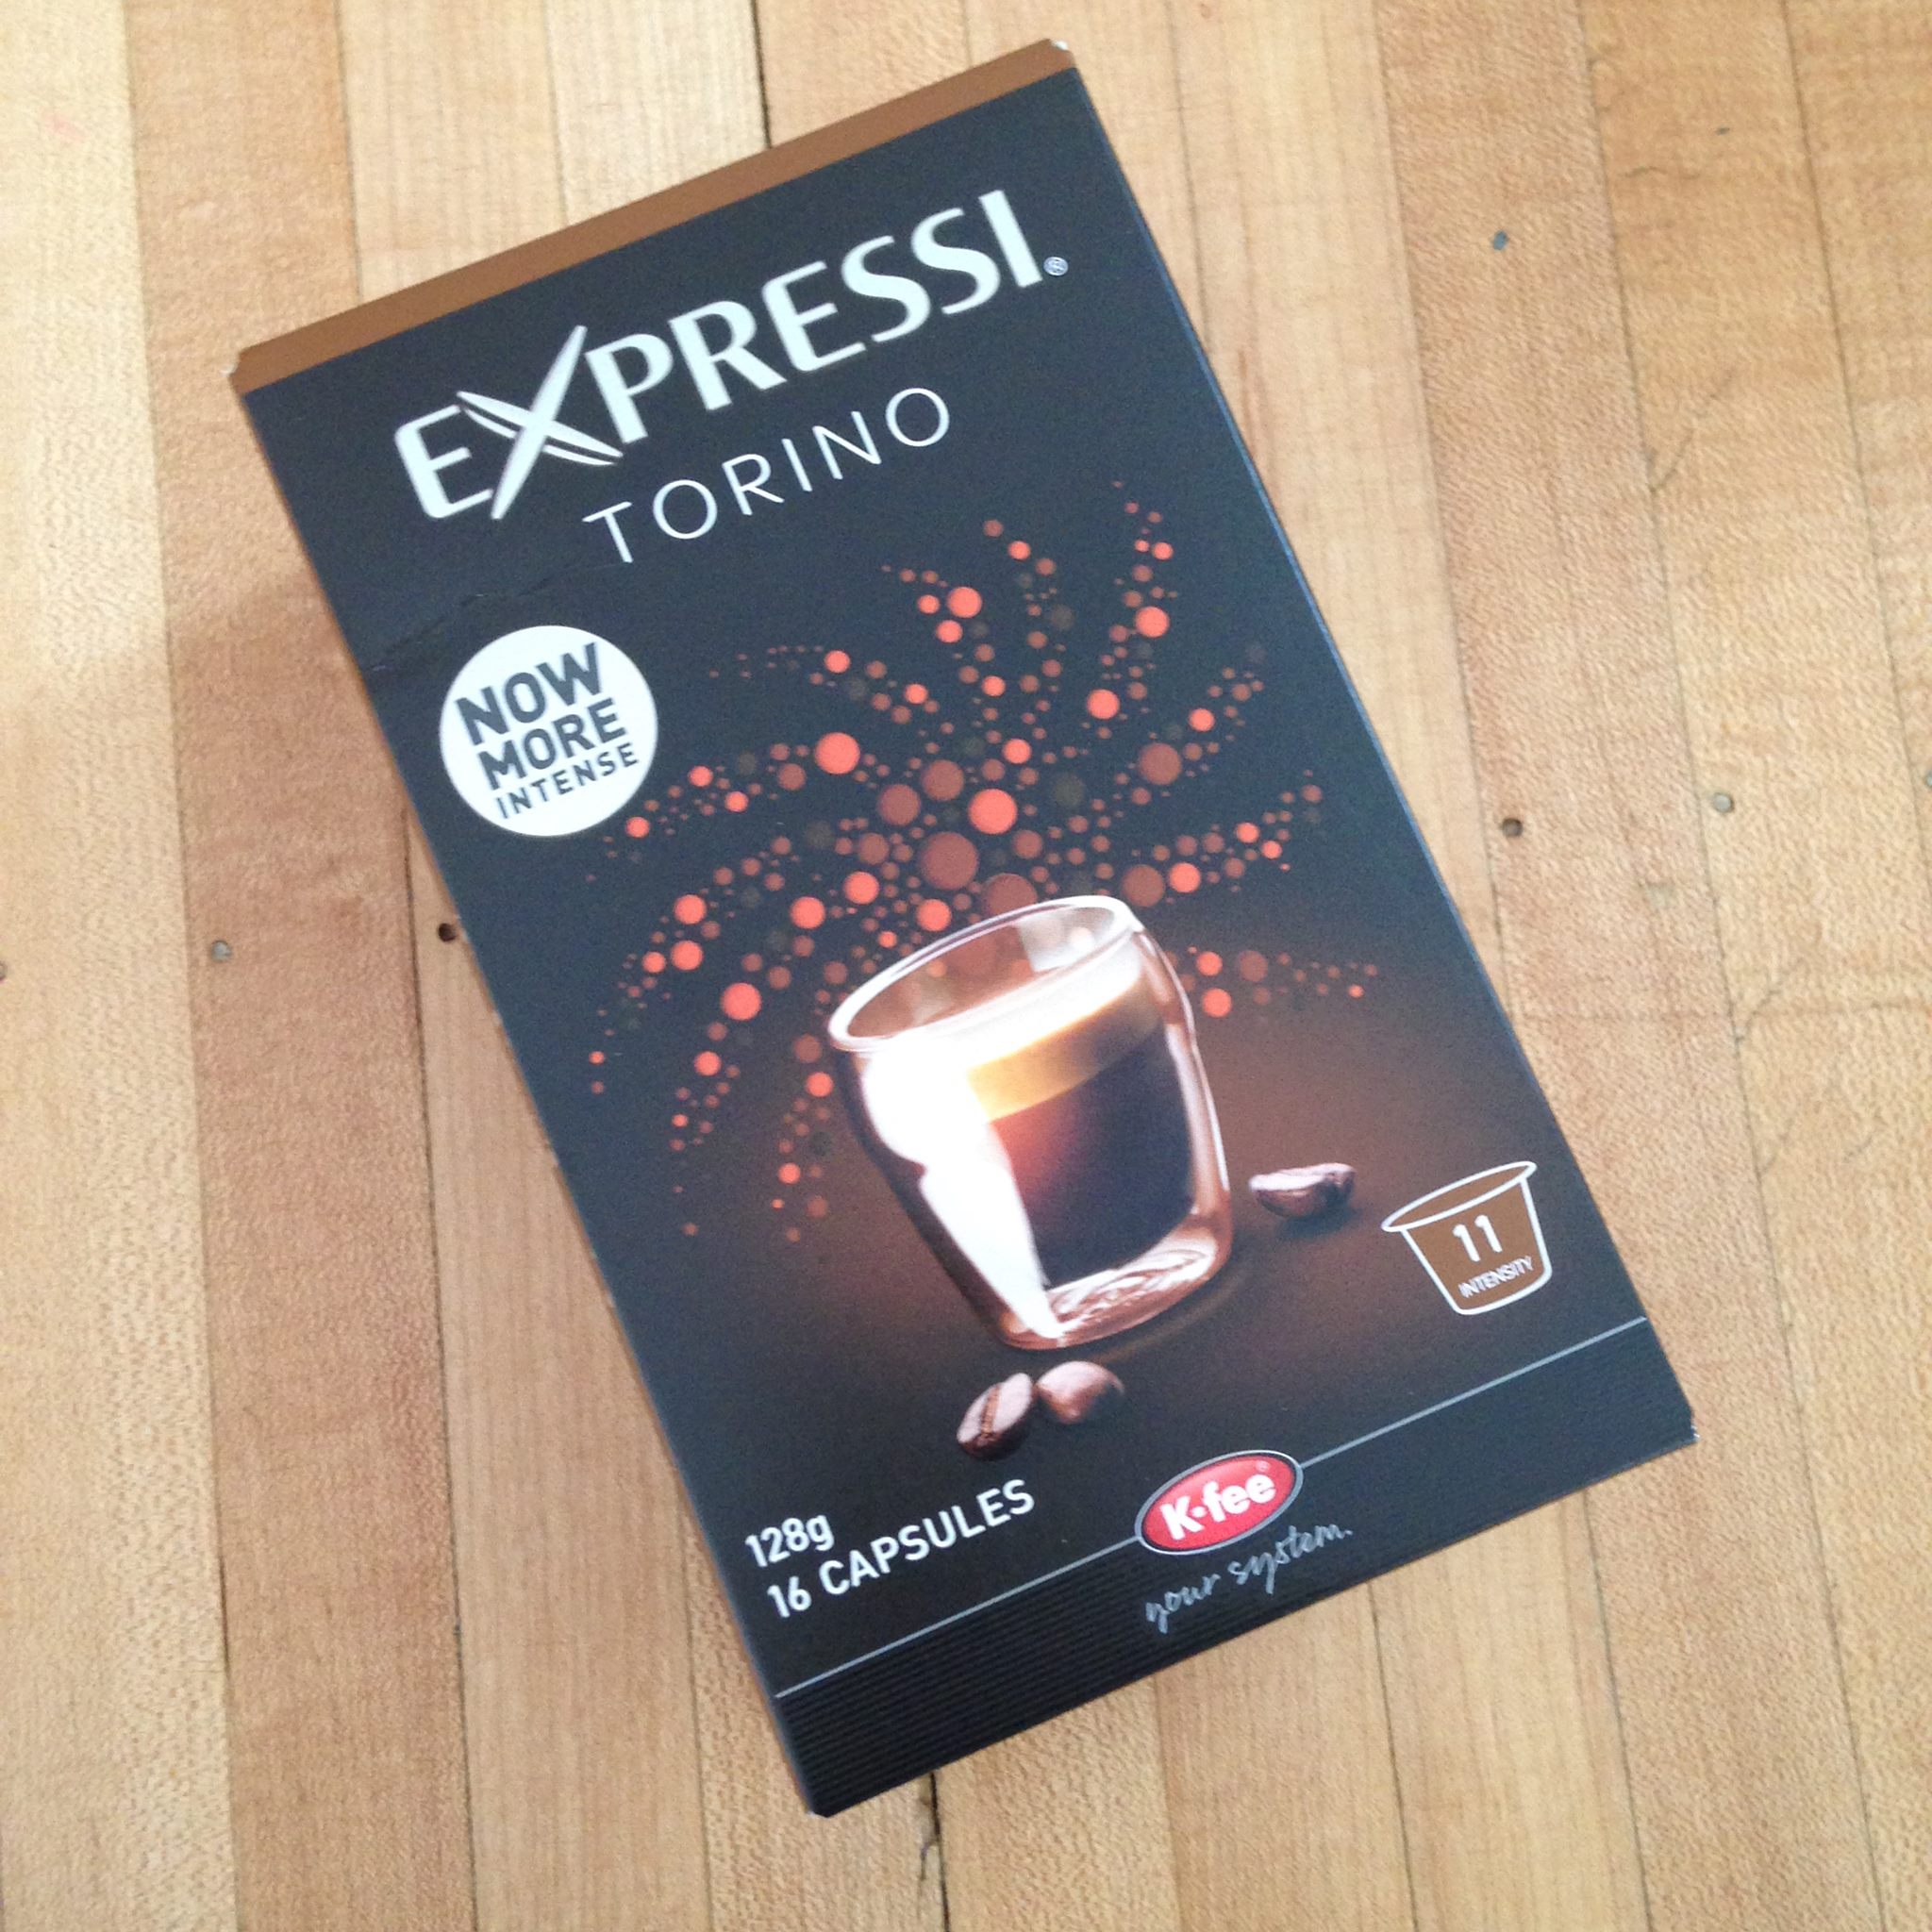 EXPRESSI®
TORINO
NOW
MORE
INTENSE
11
INTENSITY
128g
16 CAPSULES
K·fee®
your system.